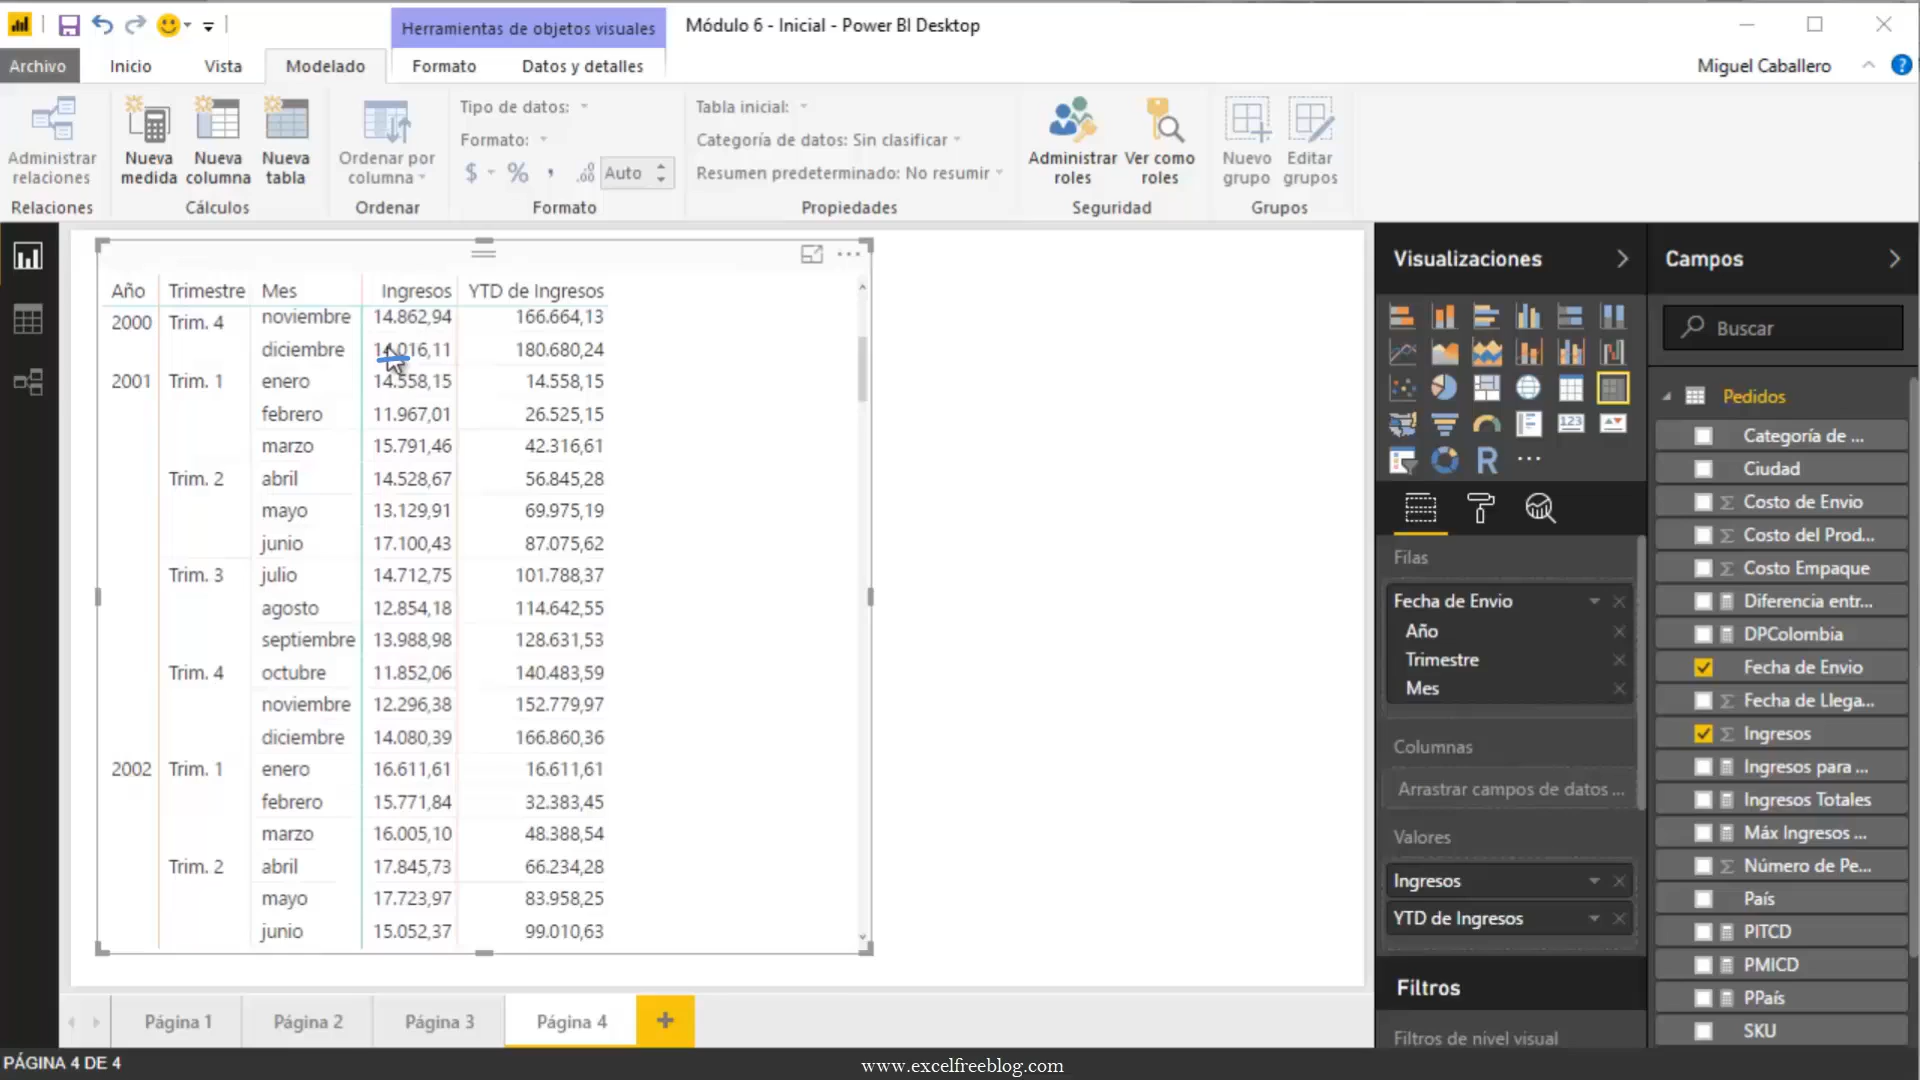 Herramientas de objetos visuales
Módulo 6 - Inicial - Power BI Desktop
Archivo
Inicio
Vista
Modelado
Formato
Datos y detalles
Miguel Caballero
?
Administrar
relaciones
Relaciones
Nueva
medida
Nueva
columna
Nueva
tabla
Cálculos
Ordenar por
columna
Ordenar
Tipo de datos:
Formato:
$ % , .00 Auto
Formato
Tabla inicial:
Categoría de datos: Sin clasificar
Resumen predeterminado: No resumir
Propiedades
Administrar
roles
Ver como
roles
Seguridad
Nuevo
grupo
Editar
grupos
Grupos
Año Trimestre Mes Ingresos YTD de Ingresos
2000 Trim. 4 noviembre 14.862,94 166.664,13
diciembre 14.016,11 180.680,24
2001 Trim. 1 enero 14.558,15 14.558,15
febrero 11.967,01 26.525,15
marzo 15.791,46 42.316,61
Trim. 2 abril 14.528,67 56.845,28
mayo 13.129,91 69.975,19
junio 17.100,43 87.075,62
Trim. 3 julio 14.712,75 101.788,37
agosto 12.854,18 114.642,55
septiembre 13.988,98 128.631,53
Trim. 4 octubre 11.852,06 140.483,59
noviembre 12.296,38 152.779,97
diciembre 14.080,39 166.860,36
2002 Trim. 1 enero 16.611,61 16.611,61
febrero 15.771,84 32.383,45
marzo 16.005,10 48.388,54
Trim. 2 abril 17.845,73 66.234,28
mayo 17.723,97 83.958,25
junio 15.052,37 99.010,63
Visualizaciones
123
R
Filas
Fecha de Envio
Año
Trimestre
Mes
Columnas
Arrastrar campos de datos ...
Valores
Ingresos
YTD de Ingresos
Filtros
Filtros de nivel visual
Campos
Buscar
Pedidos
Categoría de ...
Ciudad
Costo de Envio
Costo del Prod...
Costo Empaque
Diferencia entr...
DPColombia
Fecha de Envio
Fecha de Llega...
Ingresos
Ingresos para ...
Ingresos Totales
Máx Ingresos ...
Número de Pe...
País
PITCD
PMICD
PPaís
SKU
Página 1
Página 2
Página 3
Página 4
+
PÁGINA 4 DE 4
www.excelfreeblog.com